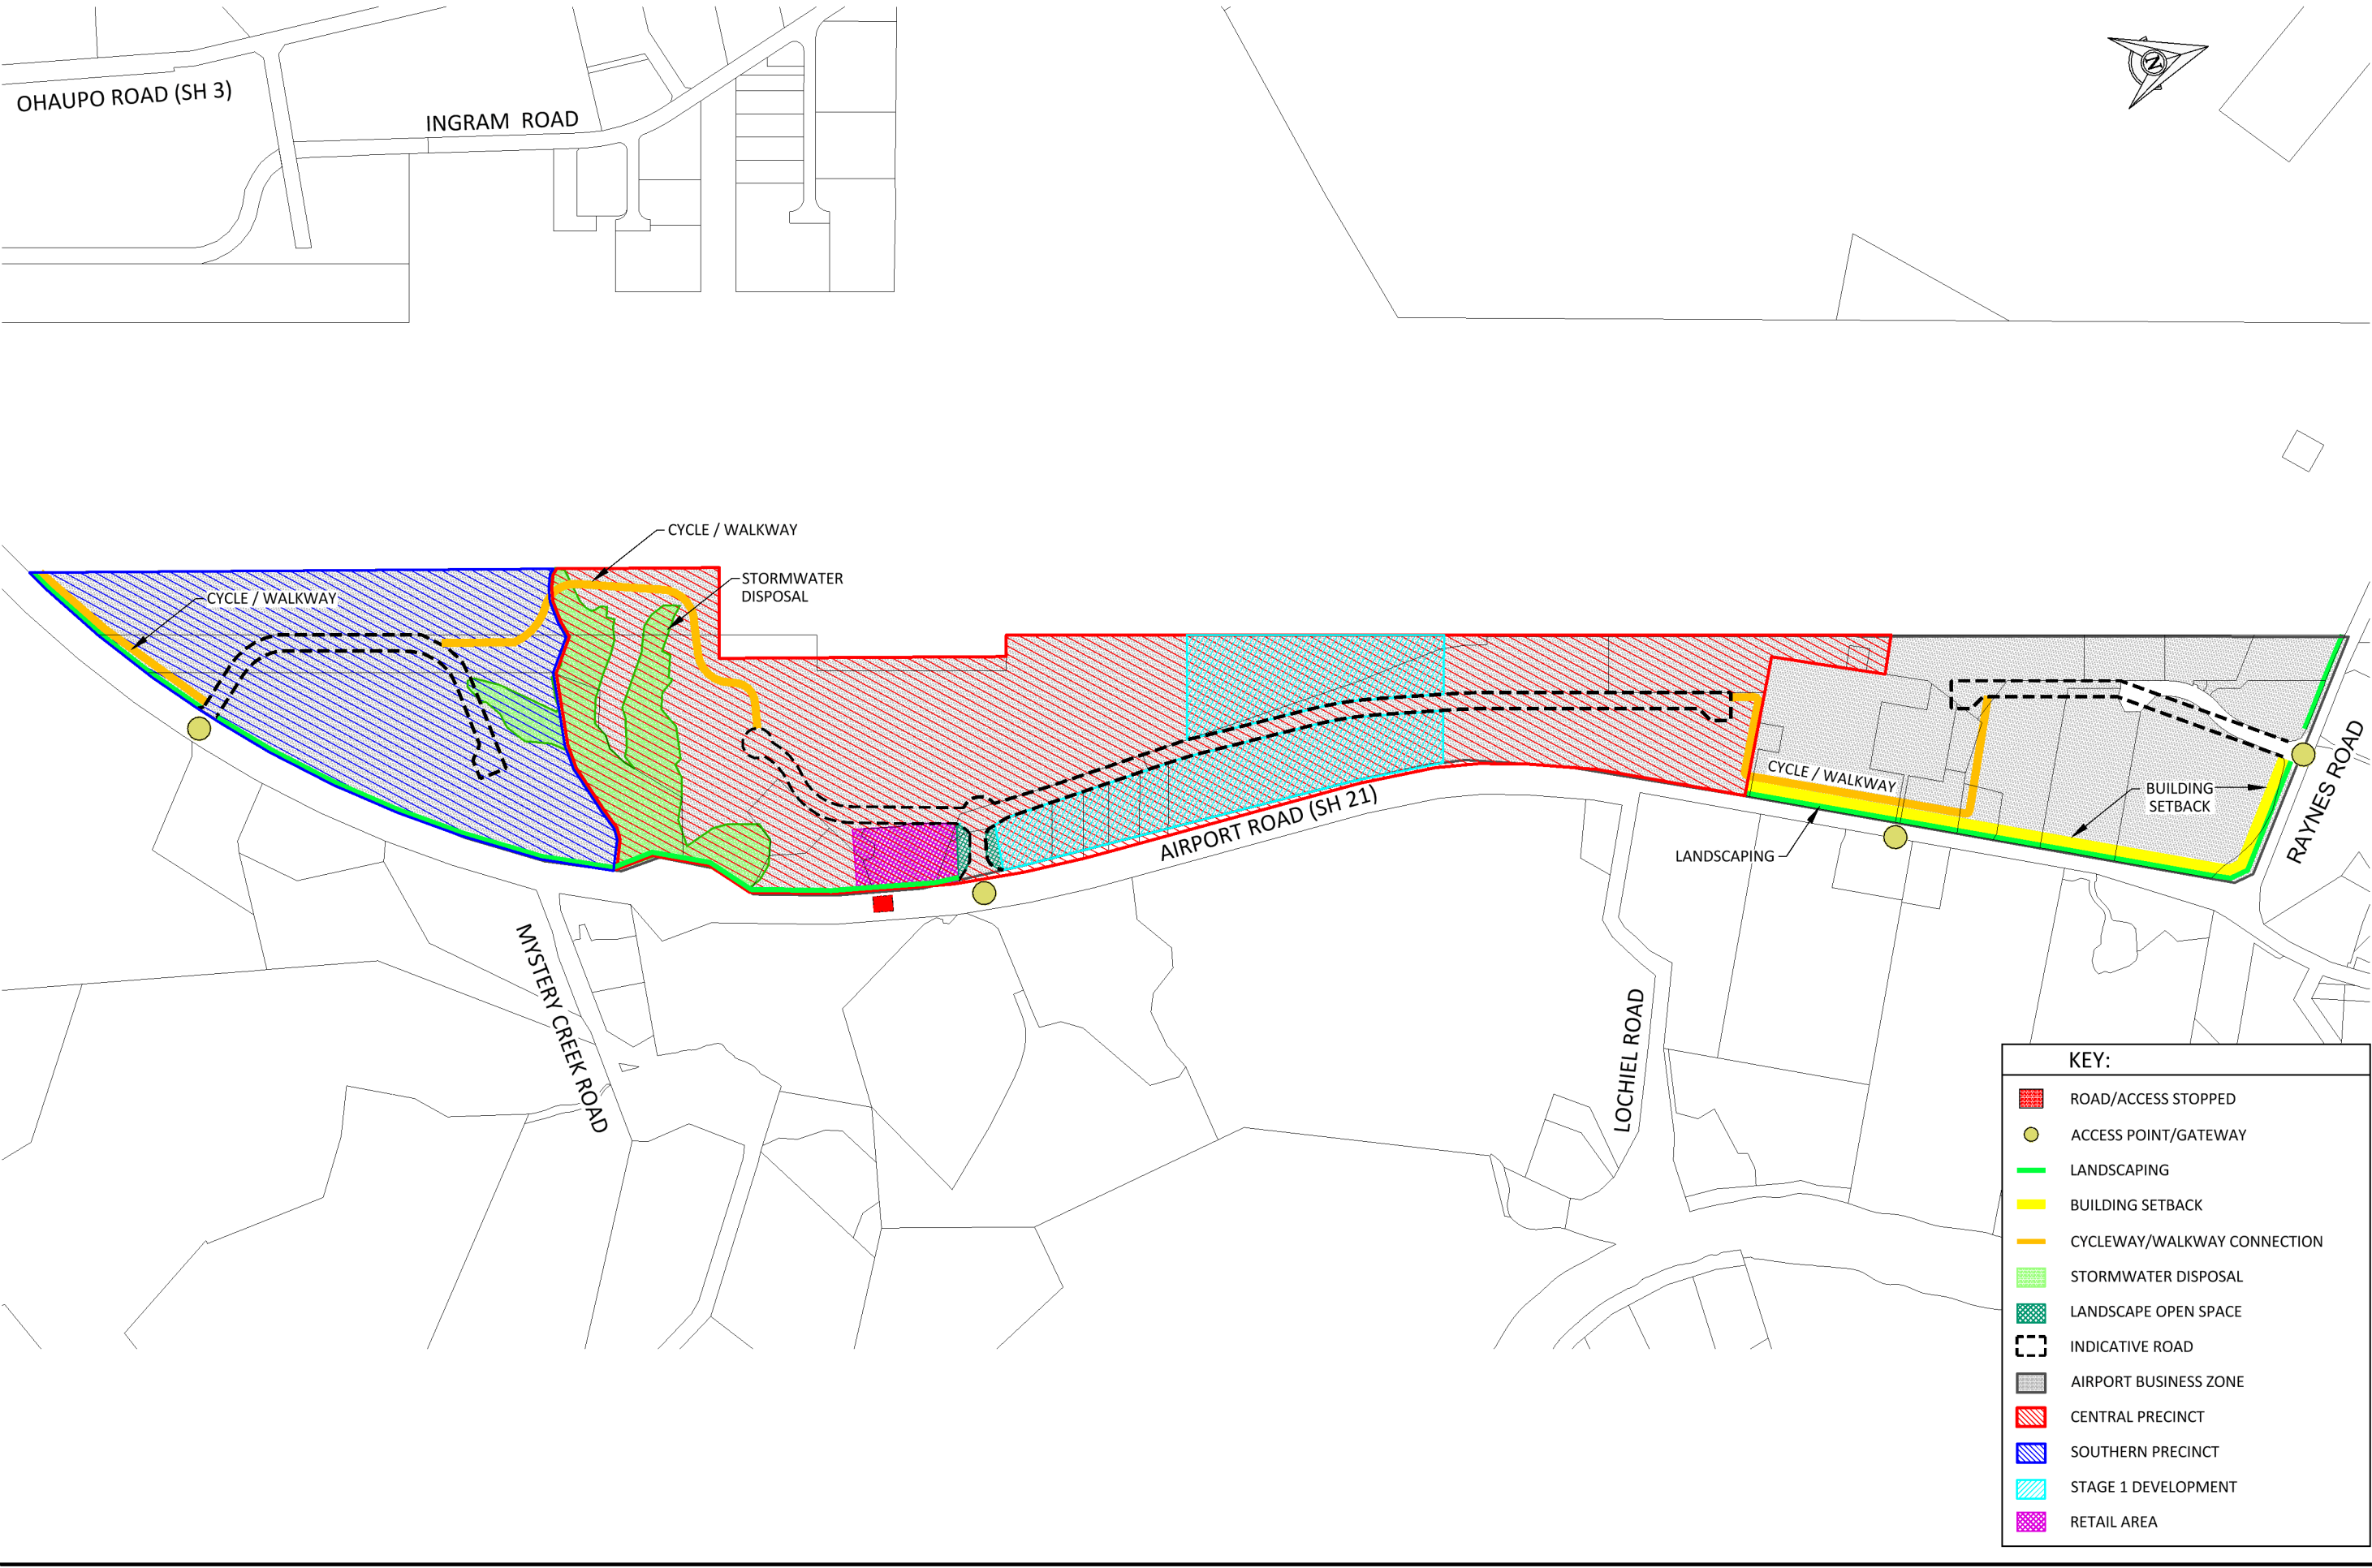 OHAUPO ROAD (SH 3)
INGRAM ROAD
N
CYCLE / WALKWAY
STORMWATER
DISPOSAL
CYCLE / WALKWAY
CYCLE / WALKWAY
BUILDING
SETBACK
RAYNES ROAD
AIRPORT ROAD (SH 21)
LANDSCAPING
MYSTERY CREEK ROAD
LOCHIEL ROAD
KEY:
ROAD/ACCESS STOPPED
ACCESS POINT/GATEWAY
LANDSCAPING
BUILDING SETBACK
CYCLEWAY/WALKWAY CONNECTION
STORMWATER DISPOSAL
LANDSCAPE OPEN SPACE
INDICATIVE ROAD
AIRPORT BUSINESS ZONE
CENTRAL PRECINCT
SOUTHERN PRECINCT
STAGE 1 DEVELOPMENT
RETAIL AREA